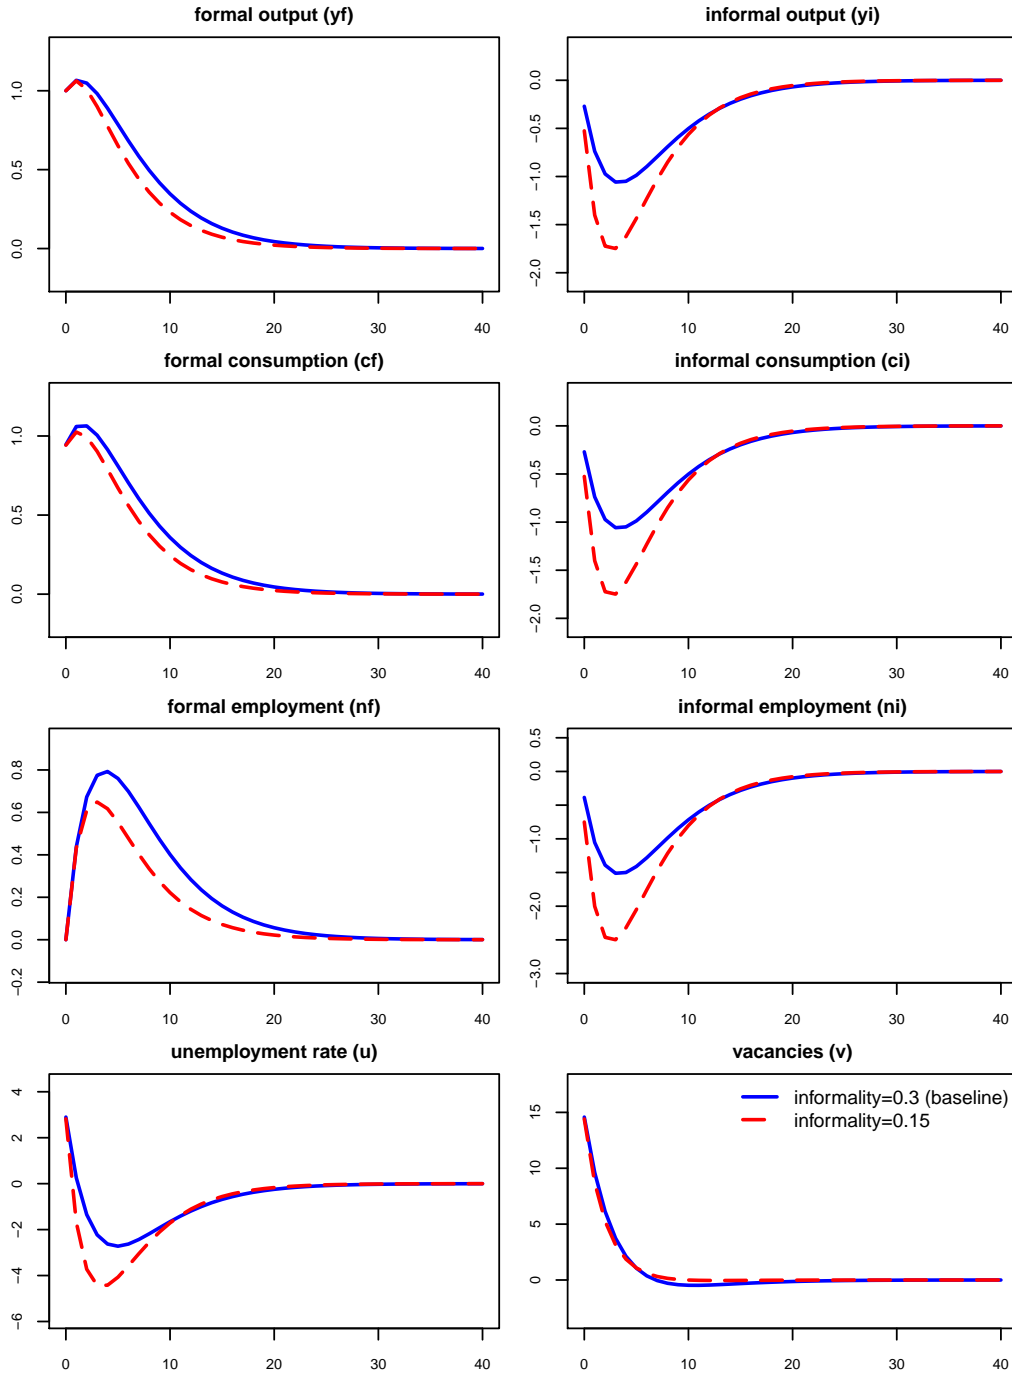 formal output (yf)
0.0 0.5 1.0
0 10 20 30 40
informal output (yi)
−2.0 −1.5 −1.0 −0.5 0.0
0 10 20 30 40
formal consumption (cf)
0.0 0.5 1.0
0 10 20 30 40
informal consumption (ci)
−2.0 −1.5 −1.0 −0.5 0.0
0 10 20 30 40
formal employment (nf)
−0.2 0.0 0.2 0.4 0.6 0.8
0 10 20 30 40
informal employment (ni)
−3.0 −2.0 −1.0 0.0 0.5
0 10 20 30 40
unemployment rate (u)
−6 −4 −2 0 2 4
0 10 20 30 40
vacancies (v)
0 5 10 15
informality=0.3 (baseline)
informality=0.15
0 10 20 30 40